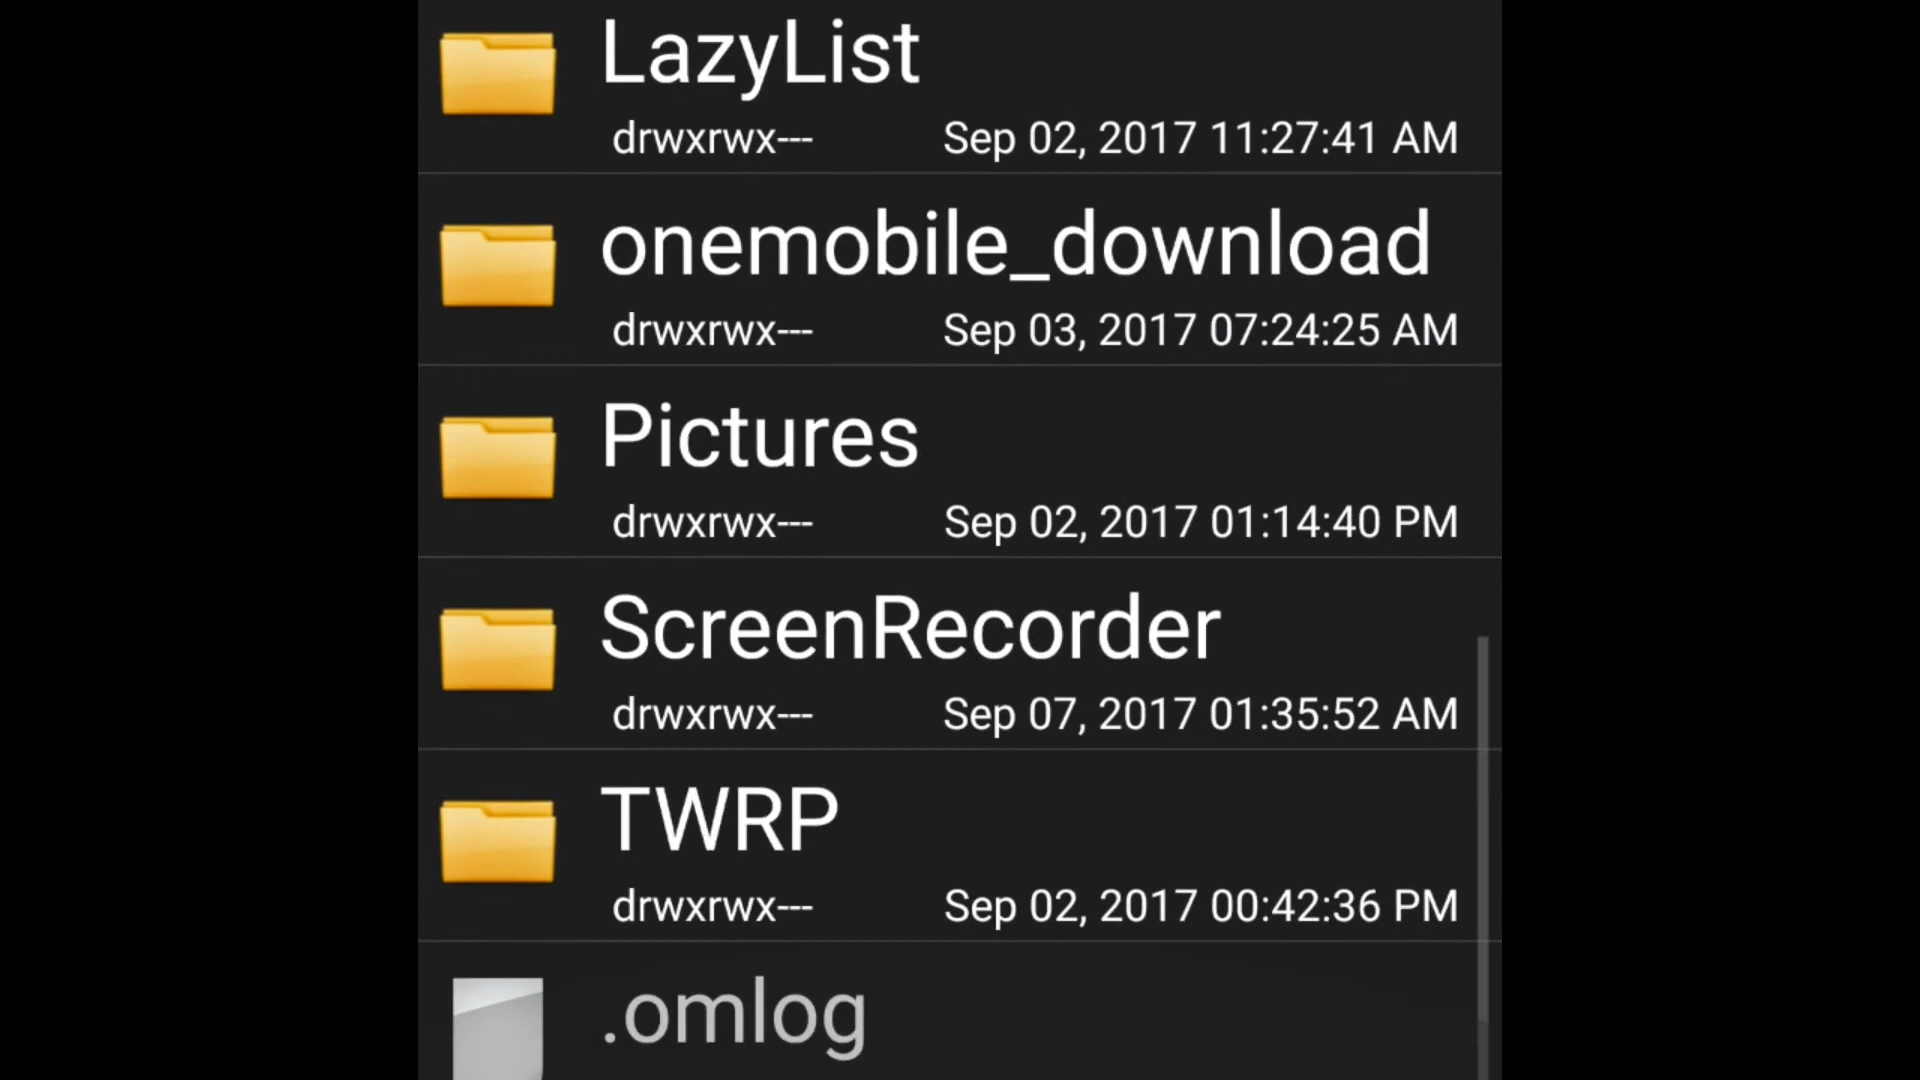 LazyList
drwxrwx--- Sep 02, 2017 11:27:41 AM
onemobile_download
drwxrwx--- Sep 03, 2017 07:24:25 AM
Pictures
drwxrwx--- Sep 02, 2017 01:14:40 PM
ScreenRecorder
drwxrwx--- Sep 07, 2017 01:35:52 AM
TWRP
drwxrwx--- Sep 02, 2017 00:42:36 PM
.omlog